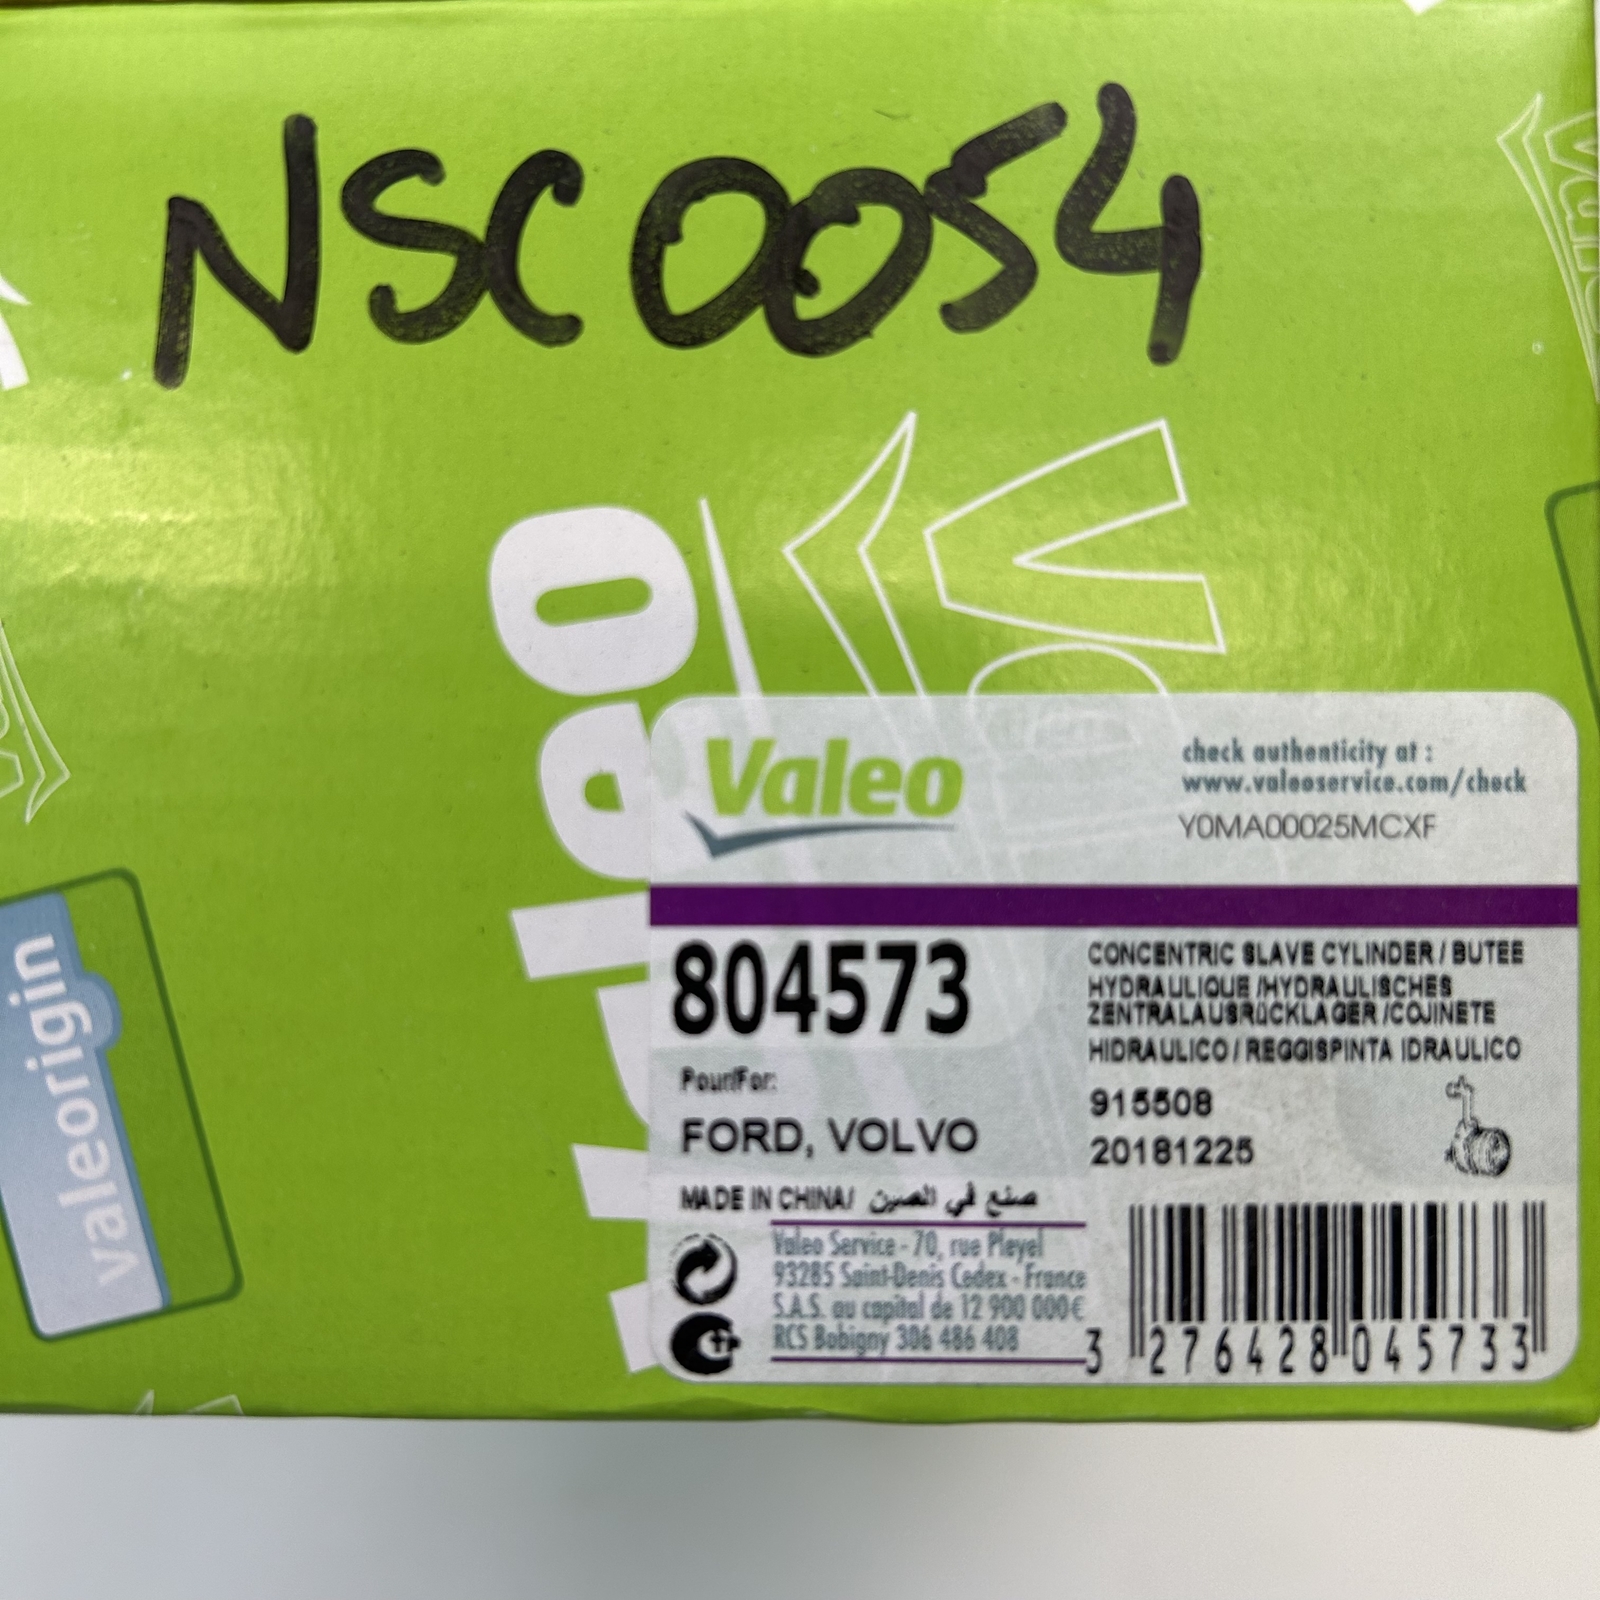 NSC0054
valeo
valeorigin
Valeo
check authenticity at :
www.valeoservice.com/check
Y0MA00025MCXF
804573
CONCENTRIC SLAVE CYLINDER / BUTEE
HYDRAULIQUE /HYDRAULISCHES
ZENTRALAUSRüCKLAGER /COJINETE
HIDRAULICO / REGGISPINTA IDRAULICO
Pour/For:
FORD, VOLVO
915508
20181225
MADE IN CHINA/ صنع في الصين
Valeo Service - 70, rue Pleyel
93285 Saint-Denis Cedex - France
S.A.S. au capital de 12 900 000€
RCS Bobigny 306 486 408
3 276428 045733